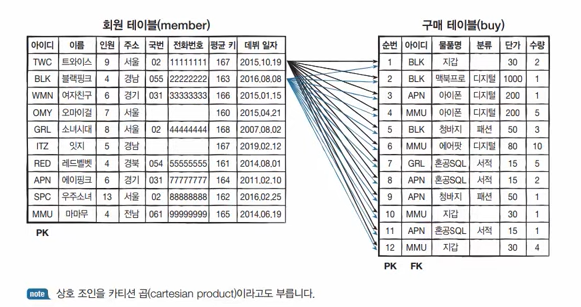 회원 테이블(member)
아이디 이름 인원 주소 국번 전화번호 평균 키 데뷔 일자
TWC 트와이스 9 서울 02 11111111 167 2015.10.19
BLK 블랙핑크 4 경남 055 22222222 163 2016.08.08
WMN 여자친구 6 경기 031 33333333 166 2015.01.15
OMY 오마이걸 7 서울 160 2015.04.21
GRL 소녀시대 8 서울 02 44444444 168 2007.08.02
ITZ 잇지 5 경남 167 2019.02.12
RED 레드벨벳 4 경북 054 55555555 161 2014.08.01
APN 에이핑크 6 경기 031 77777777 164 2011.02.10
SPC 우주소녀 13 서울 02 88888888 162 2016.02.25
MMU 마마무 4 전남 061 99999999 165 2014.06.19
PK
구매 테이블(buy)
순번 아이디 물품명 분류 단가 수량
1 BLK 지갑 30 2
2 BLK 맥북프로 디지털 1000 1
3 APN 아이폰 디지털 200 1
4 MMU 아이폰 디지털 200 5
5 BLK 청바지 패션 50 3
6 MMU 에어팟 디지털 80 10
7 GRL 혼공SQL 서적 15 5
8 APN 혼공SQL 서적 15 2
9 APN 청바지 패션 50 1
10 MMU 지갑 30 1
11 APN 혼공SQL 서적 15 1
12 MMU 지갑 30 4
PK FK
note 상호 조인을 카티션 곱(cartesian product)이라고도 부릅니다.